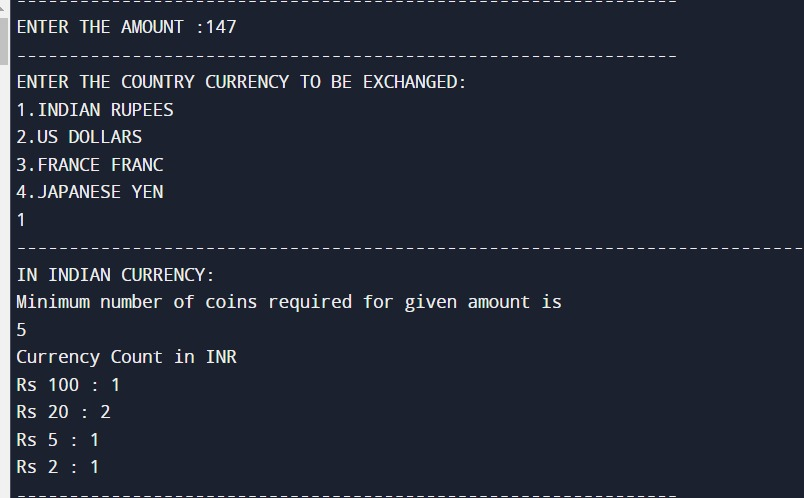 ----------------------------------------------------------------
ENTER THE AMOUNT :147
----------------------------------------------------------------
ENTER THE COUNTRY CURRENCY TO BE EXCHANGED:
1.INDIAN RUPEES
2.US DOLLARS
3.FRANCE FRANC
4.JAPANESE YEN
1
---------------------------------------------------------------------------
IN INDIAN CURRENCY:
Minimum number of coins required for given amount is
5
Currency Count in INR
Rs 100 : 1
Rs 20 : 2
Rs 5 : 1
Rs 2 : 1
----------------------------------------------------------------